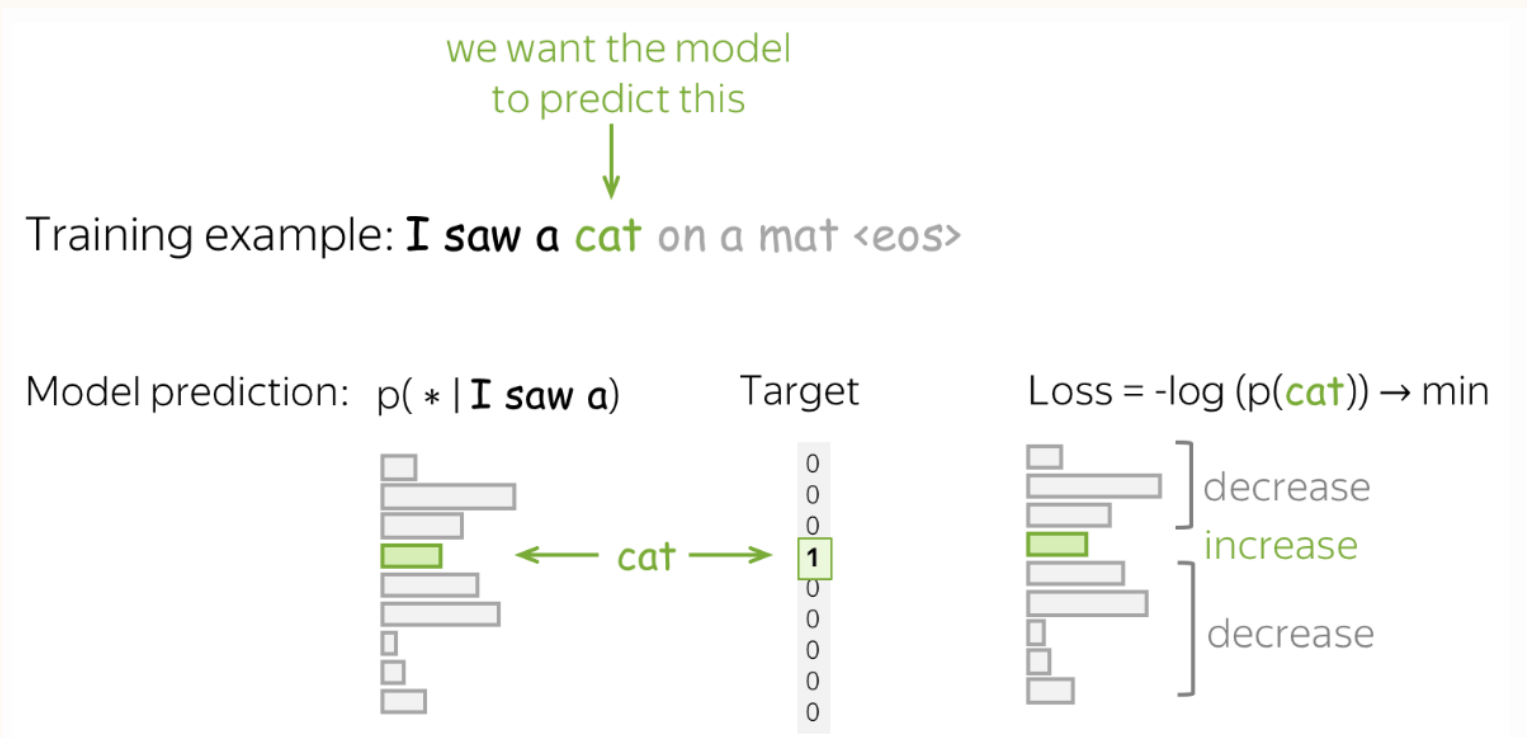 we want the model
to predict this
Training example: I saw a cat on a mat <eos>
Model prediction: p( * | I saw a)
Target
Loss = -log (p(cat)) → min
0
0
0
1
0
0
0
0
0
cat
decrease
increase
decrease